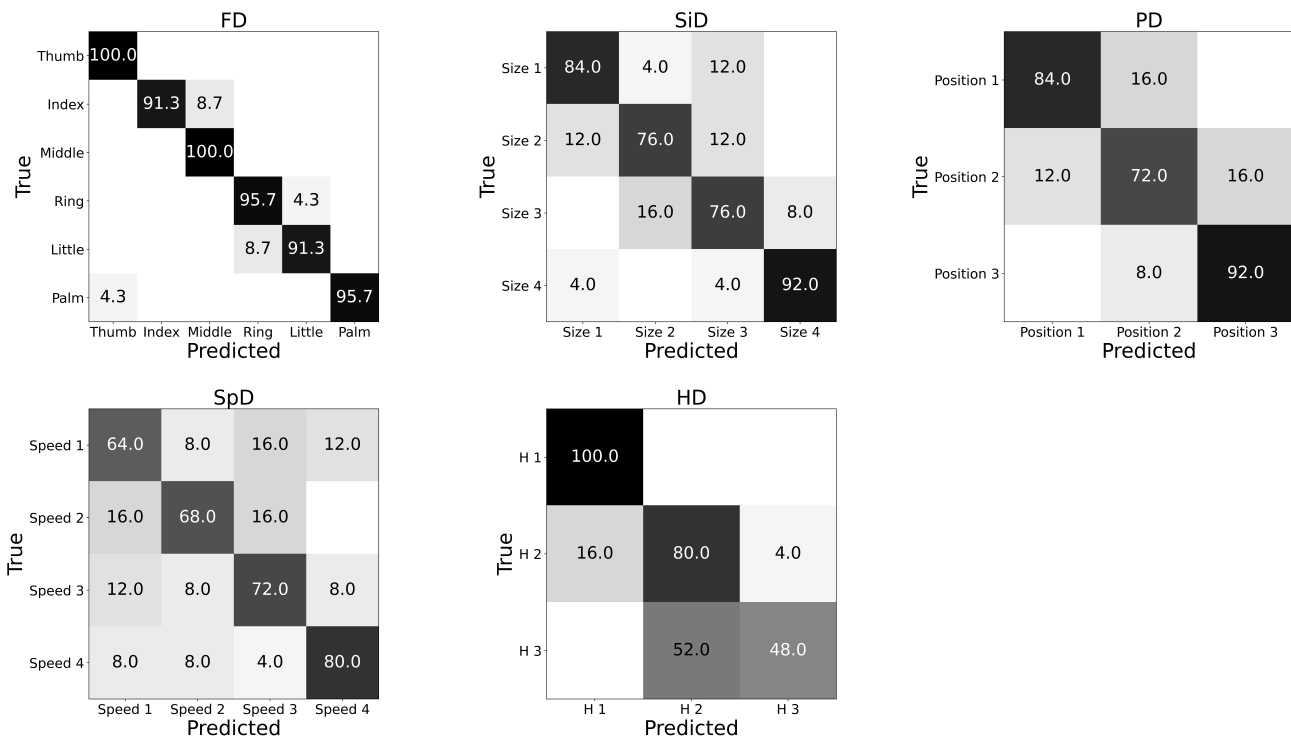 FD
True
Thumb 100.0
Index 91.3 8.7
Middle 100.0
Ring 95.7 4.3
Little 8.7 91.3
Palm 4.3 95.7
Thumb Index Middle Ring Little Palm
Predicted
SiD
True
Size 1 84.0 4.0 12.0
Size 2 12.0 76.0 12.0
Size 3 16.0 76.0 8.0
Size 4 4.0 4.0 92.0
Size 1 Size 2 Size 3 Size 4
Predicted
PD
True
Position 1 84.0 16.0
Position 2 12.0 72.0 16.0
Position 3 8.0 92.0
Position 1 Position 2 Position 3
Predicted
SpD
True
Speed 1 64.0 8.0 16.0 12.0
Speed 2 16.0 68.0 16.0
Speed 3 12.0 8.0 72.0 8.0
Speed 4 8.0 8.0 4.0 80.0
Speed 1 Speed 2 Speed 3 Speed 4
Predicted
HD
True
H 1 100.0
H 2 16.0 80.0 4.0
H 3 52.0 48.0
H 1 H 2 H 3
Predicted